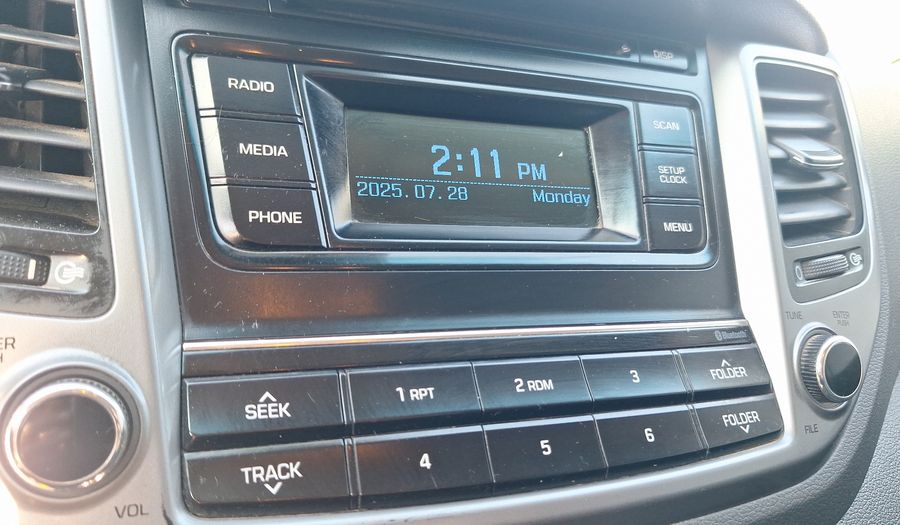 DISP
RADIO
MEDIA
PHONE
2:11 PM
2025.07.28 Monday
SCAN
SETUP
CLOCK
MENU
Bluetooth
SEEK
1 RPT
2 RDM
3
FOLDER
TRACK
4
5
6
FOLDER
VOL
TUNE
ENTER
PUSH
FILE